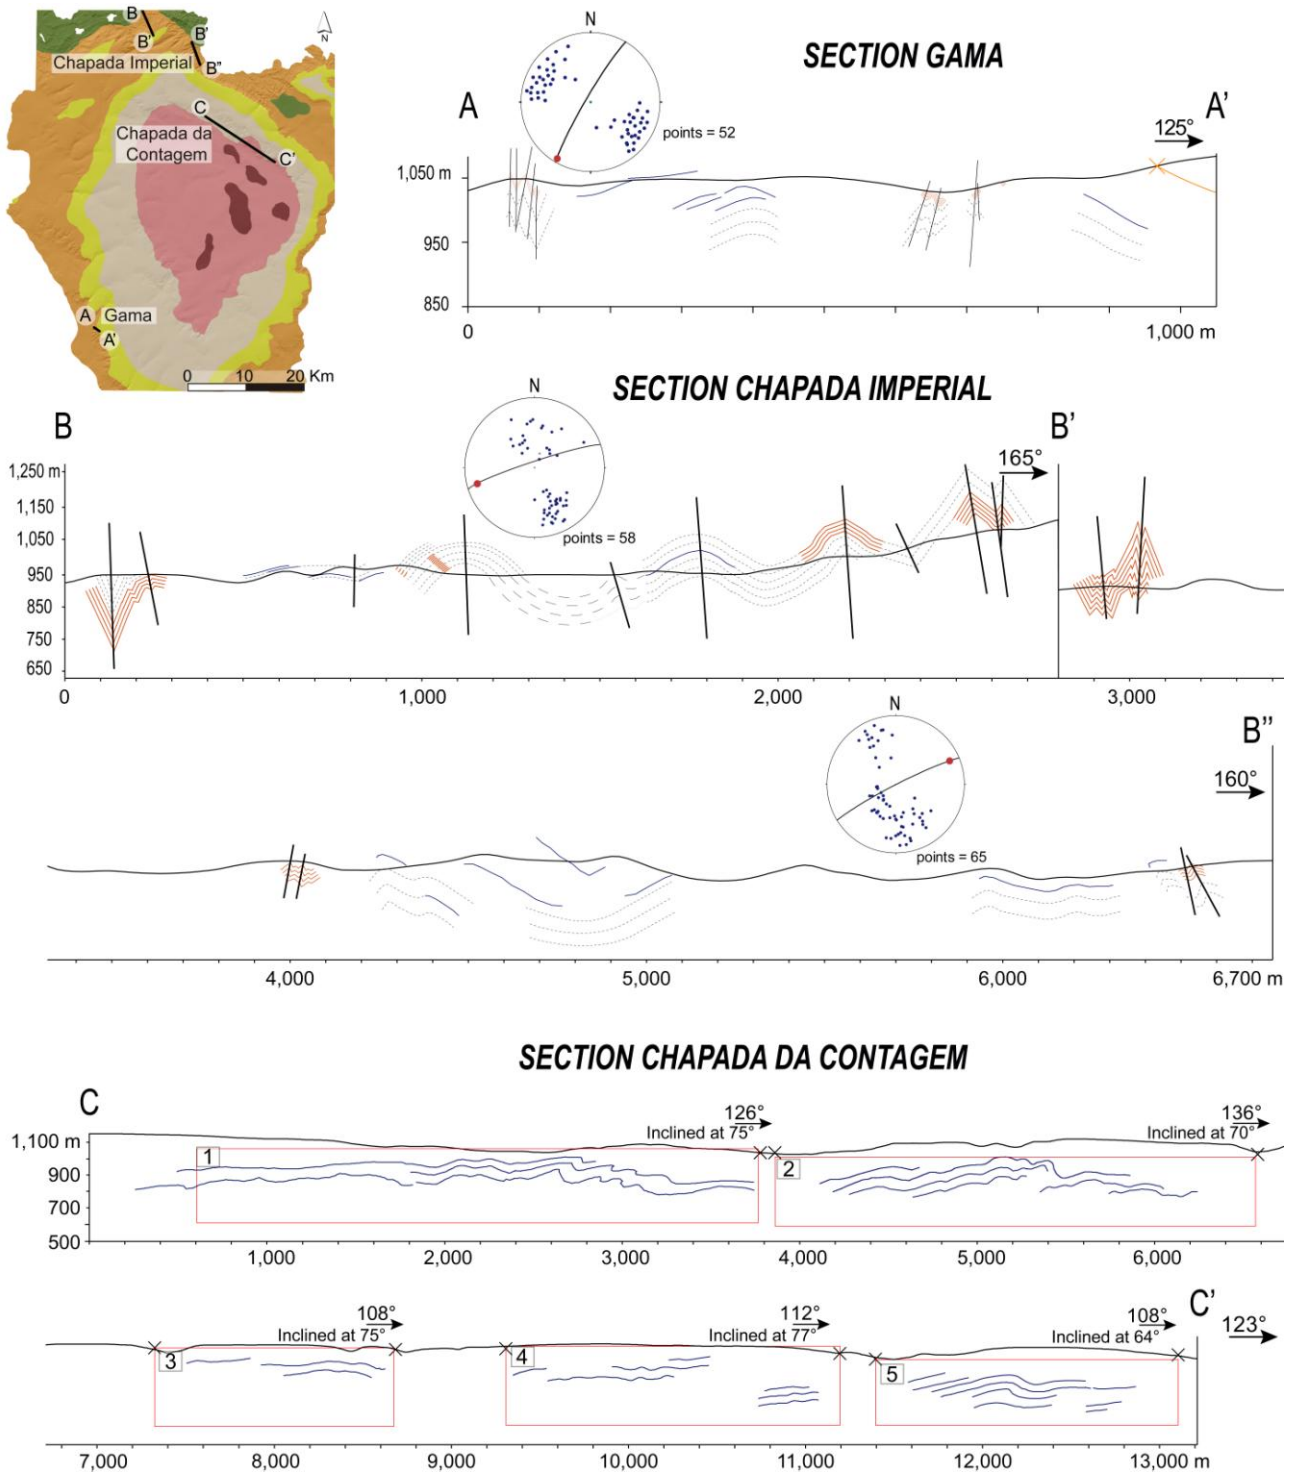 B
B'
B'
N
Chapada Imperial
B"
C
Chapada da
Contagem
C'
A
Gama
A'
0 10 20 Km
SECTION GAMA
N
A
A'
points = 52
125°
1,050 m
950
850
0
1,000 m
SECTION CHAPADA IMPERIAL
B
N
B'
1,250 m
165°
1,150
1,050
points = 58
950
850
750
650
0 1,000 2,000 3,000
N
B"
160°
points = 65
4,000 5,000 6,000 6,700 m
SECTION CHAPADA DA CONTAGEM
C
126°
Inclined at 75°
136°
Inclined at 70°
1,100 m
900
700
500
1
2
1,000 2,000 3,000 4,000 5,000 6,000
C'
108°
Inclined at 75°
112°
Inclined at 77°
108°
Inclined at 64°
123°
3
4
5
7,000 8,000 9,000 10,000 11,000 12,000 13,000 m